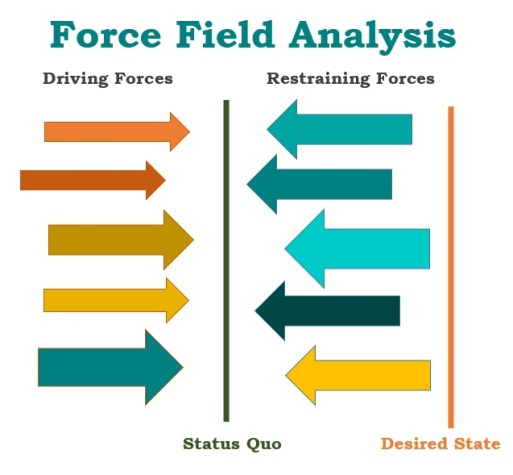 Force Field Analysis
Driving Forces
Restraining Forces
Status Quo
Desired State